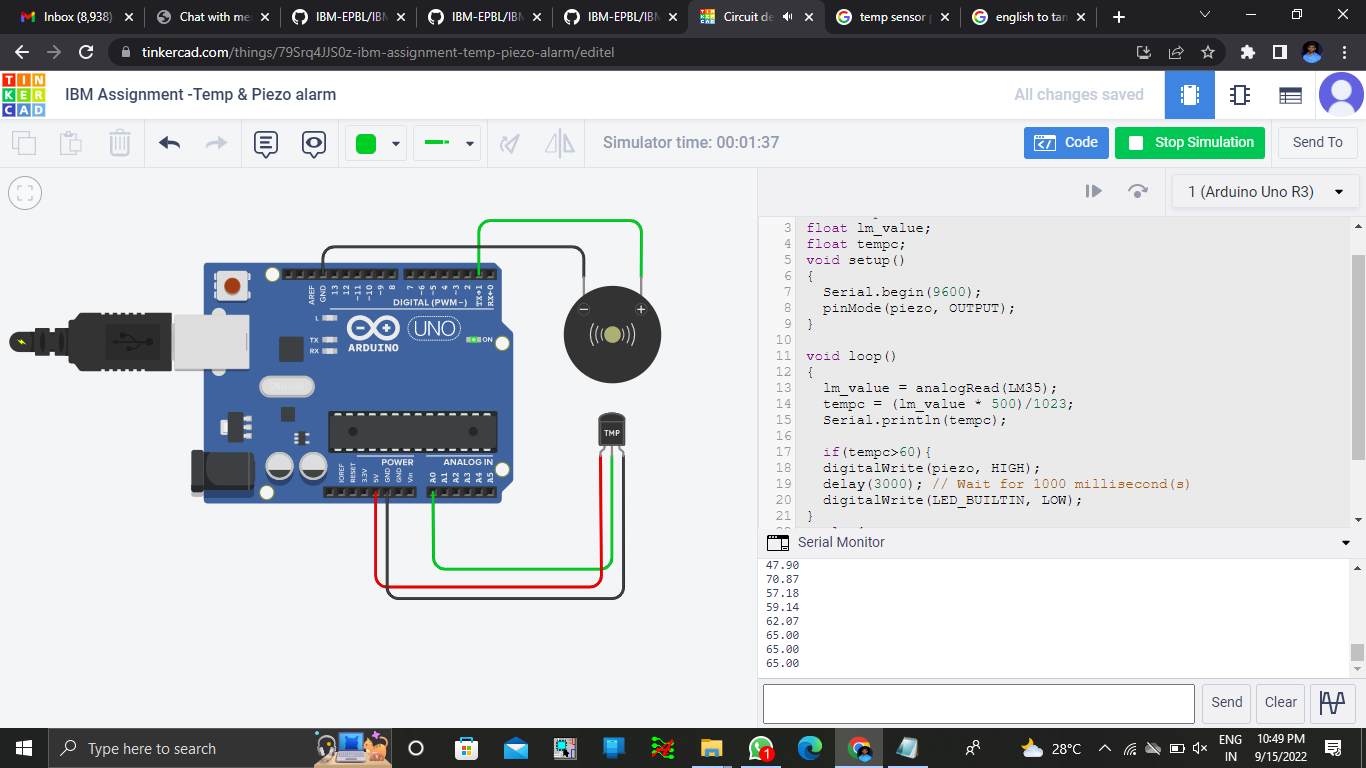 Inbox (8,938)
Chat with me
IBM-EPBL/IBM
IBM-EPBL/IBM
IBM-EPBL/IBM
Circuit de
temp sensor p
english to tam
tinkercad.com/things/79Srq4JJS0z-ibm-assignment-temp-piezo-alarm/editel
TIN
KER
CAD
IBM Assignment -Temp & Piezo alarm
All changes saved
Simulator time: 00:01:37
Code
Stop Simulation
Send To
1 (Arduino Uno R3)
AREF
GND
13
12
~11
~10
~9
8
7
~6
~5
4
~3
2
TX→1
RX←0
DIGITAL (PWM~)
L
TX
RX
ARDUINO
UNO
ON
POWER
ANALOG IN
IOREF
RESET
3.3V
5V
GND
GND
Vin
A0
A1
A2
A3
A4
A5
TMP
3 float lm_value;
4 float tempc;
5 void setup()
6 {
7 Serial.begin(9600);
8 pinMode(piezo, OUTPUT);
9 }
10
11 void loop()
12 {
13 lm_value = analogRead(LM35);
14 tempc = (lm_value * 500)/1023;
15 Serial.println(tempc);
16
17 if(tempc>60){
18 digitalWrite(piezo, HIGH);
19 delay(3000); // Wait for 1000 millisecond(s)
20 digitalWrite(LED_BUILTIN, LOW);
21 }
Serial Monitor
47.90
70.87
57.18
59.14
62.07
65.00
65.00
65.00
Send
Clear
Type here to search
1
28°C
ENG
IN
10:49 PM
9/15/2022